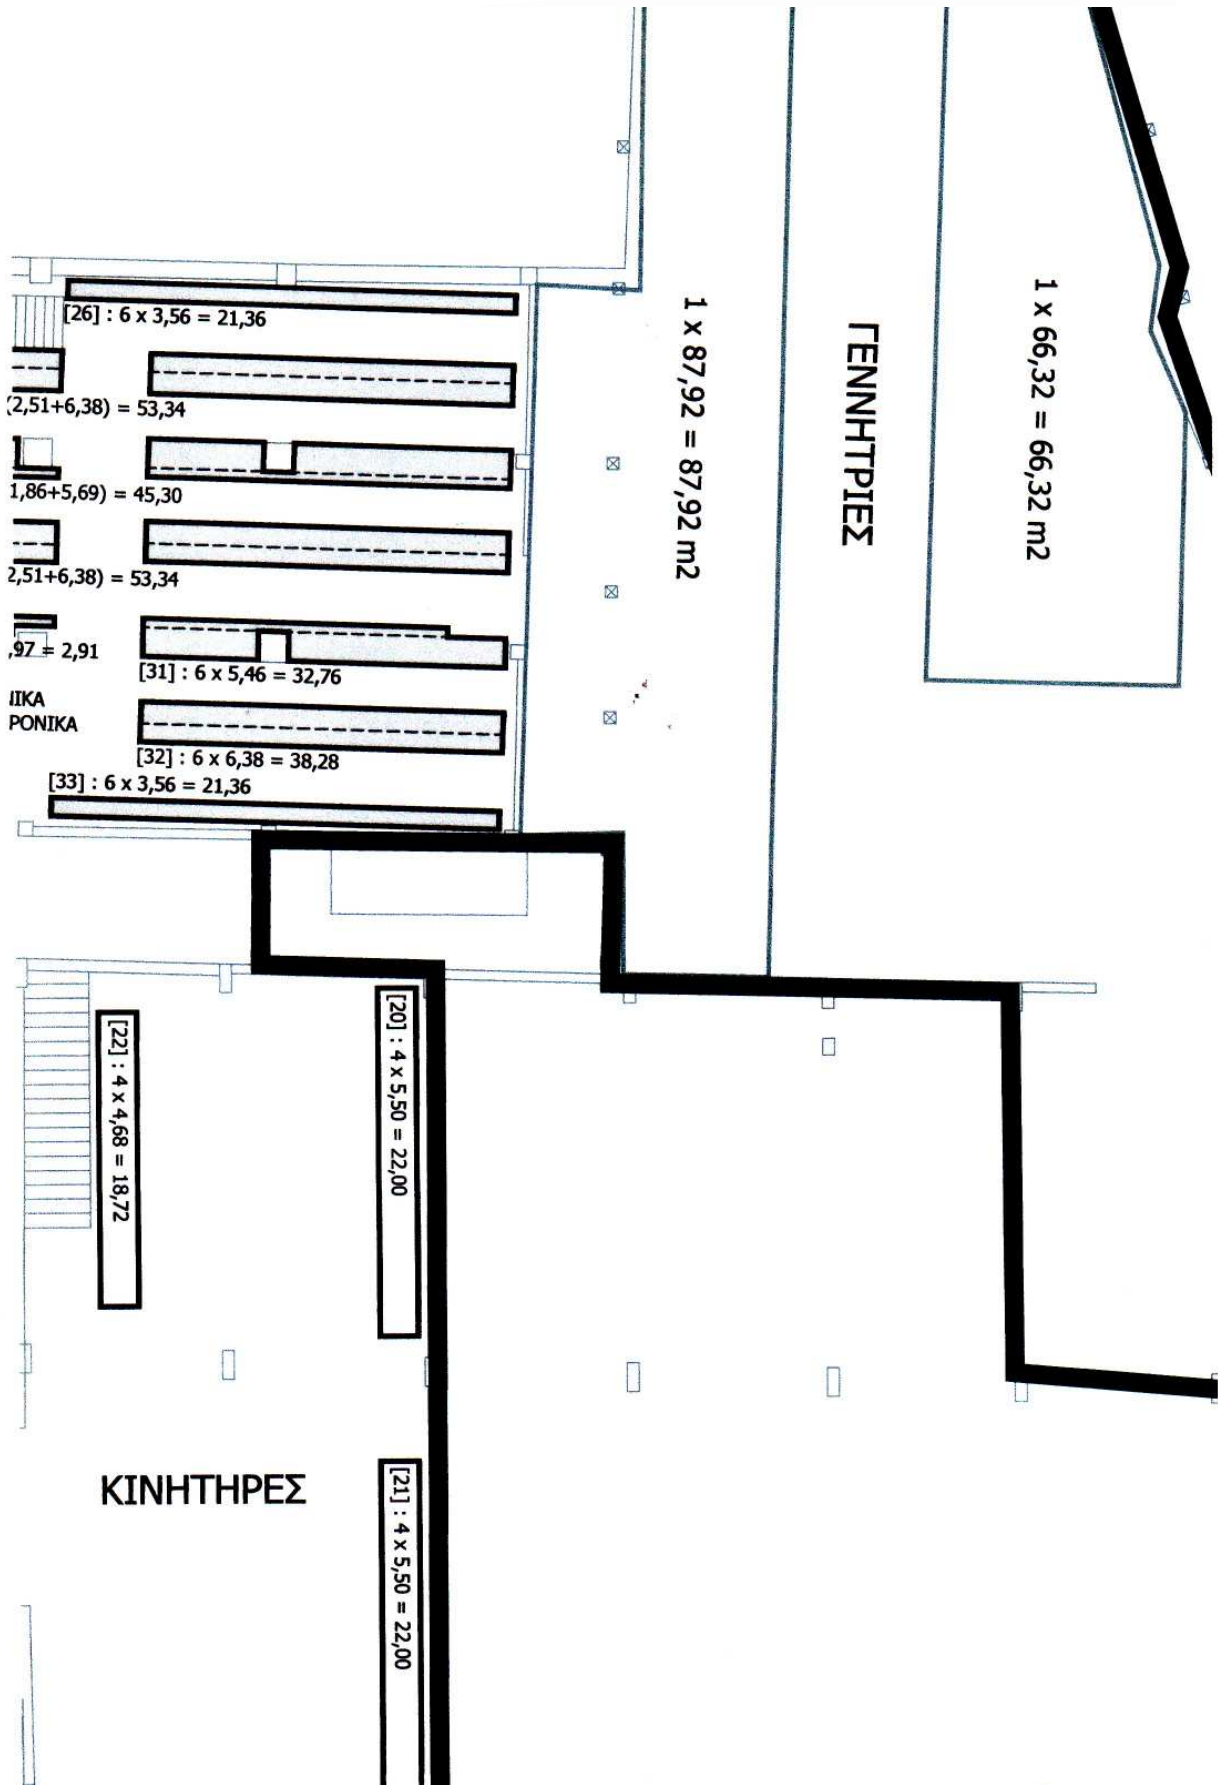 [26] : 6 x 3,56 = 21,36
(2,51+6,38) = 53,34
1,86+5,69) = 45,30
2,51+6,38) = 53,34
,97 = 2,91
[31] : 6 x 5,46 = 32,76
ΡΟΝΙΚΑ
[32] : 6 x 6,38 = 38,28
[33] : 6 x 3,56 = 21,36
1 x 87,92 = 87,92 m2
ΓΕΝΝΗΤΡΙΕΣ
1 x 66,32 = 66,32 m2
[22] : 4 x 4,68 = 18,72
[20] : 4 x 5,50 = 22,00
ΚΙΝΗΤΗΡΕΣ
[21] : 4 x 5,50 = 22,00